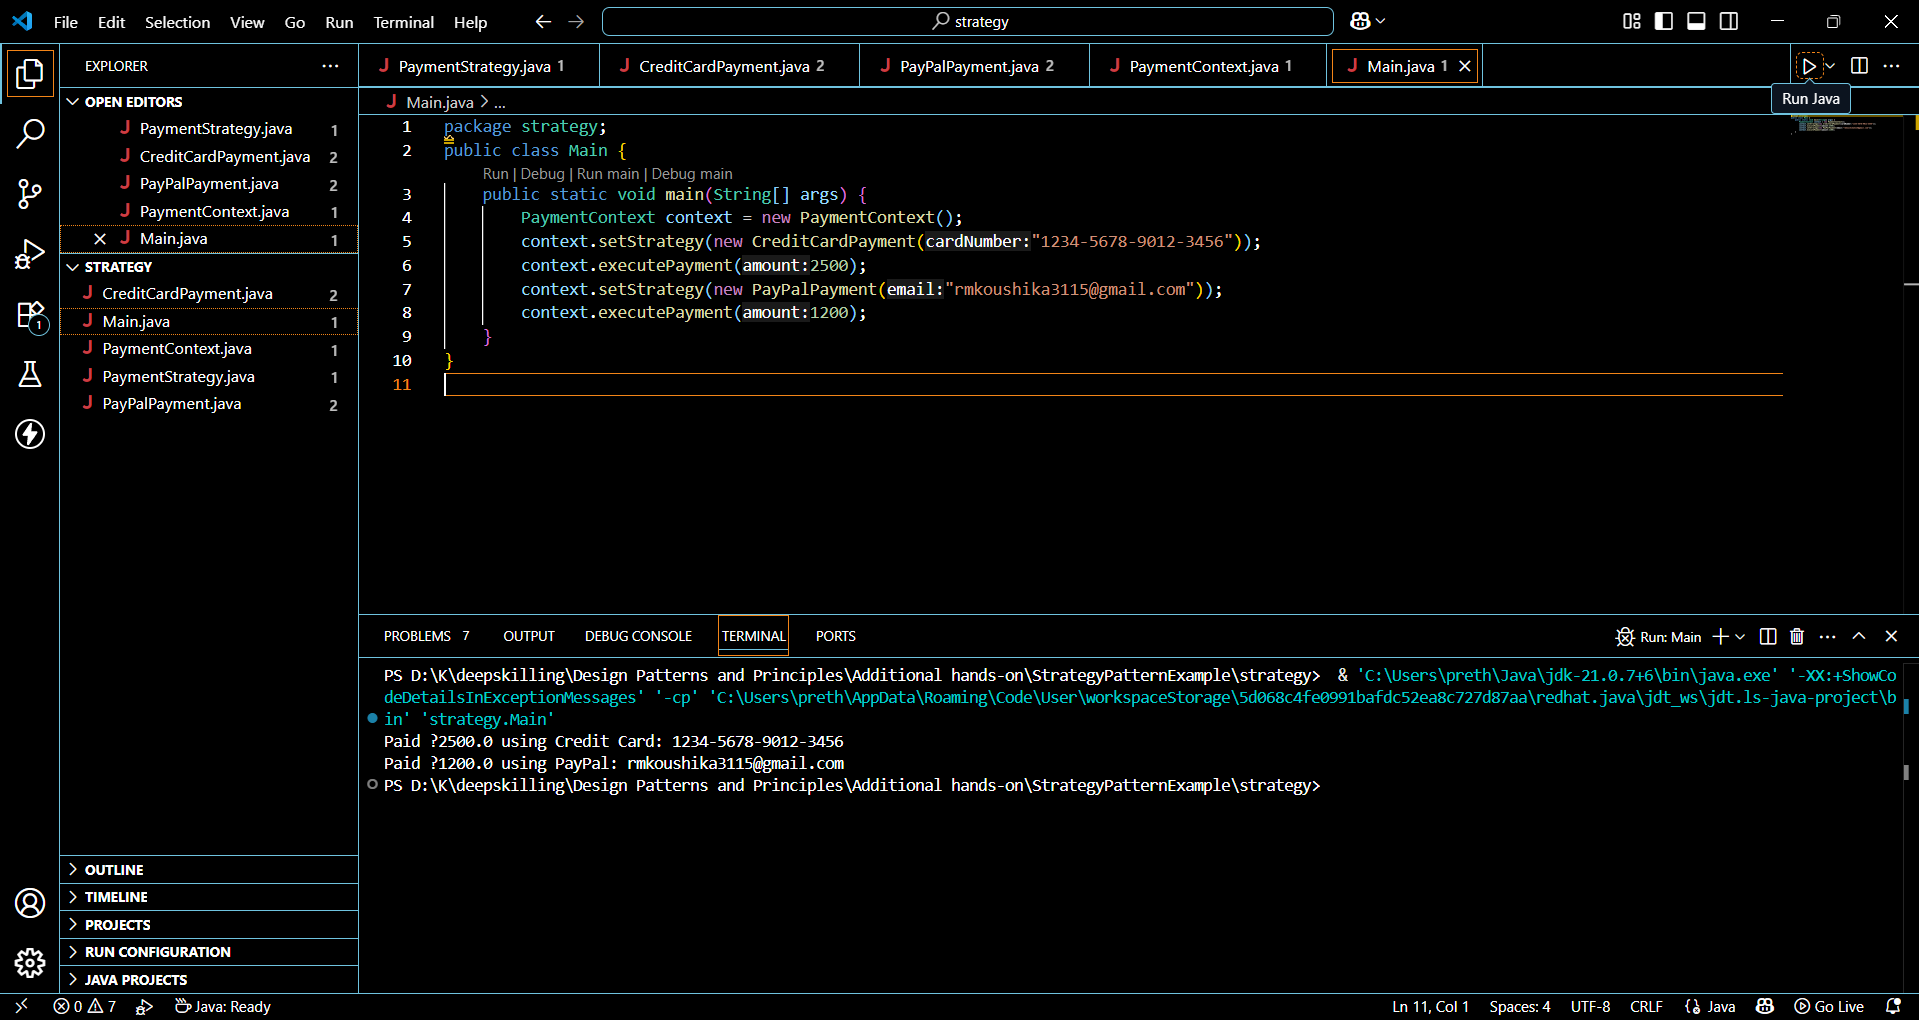 File Edit Selection View Go Run Terminal Help
strategy
EXPLORER
OPEN EDITORS
PaymentStrategy.java 1
CreditCardPayment.java 2
PayPalPayment.java 2
PaymentContext.java 1
Main.java 1
STRATEGY
CreditCardPayment.java 2
Main.java 1
PaymentContext.java 1
PaymentStrategy.java 1
PayPalPayment.java 2
1
OUTLINE
TIMELINE
PROJECTS
RUN CONFIGURATION
JAVA PROJECTS
PaymentStrategy.java 1 CreditCardPayment.java 2 PayPalPayment.java 2 PaymentContext.java 1 Main.java 1
Run Java
Main.java > ...
1 package strategy;
2 public class Main {
Run | Debug | Run main | Debug main
3 public static void main(String[] args) {
4 PaymentContext context = new PaymentContext();
5 context.setStrategy(new CreditCardPayment(cardNumber:"1234-5678-9012-3456"));
6 context.executePayment(amount:2500);
7 context.setStrategy(new PayPalPayment(email:"rmkoushika3115@gmail.com"));
8 context.executePayment(amount:1200);
9 }
10 }
11
PROBLEMS 7 OUTPUT DEBUG CONSOLE TERMINAL PORTS
Run: Main
PS D:\K\deepskilling\Design Patterns and Principles\Additional hands-on\StrategyPatternExample\strategy> & 'C:\Users\preth\Java\jdk-21.0.7+6\bin\java.exe' '-XX:+ShowCo
deDetailsInExceptionMessages' '-cp' 'C:\Users\preth\AppData\Roaming\Code\User\workspaceStorage\5d068c4fe0991bafdc52ea8c727d87aa\redhat.java\jdt_ws\jdt.ls-java-project\b
in' 'strategy.Main'
Paid ?2500.0 using Credit Card: 1234-5678-9012-3456
Paid ?1200.0 using PayPal: rmkoushika3115@gmail.com
PS D:\K\deepskilling\Design Patterns and Principles\Additional hands-on\StrategyPatternExample\strategy>
0 7 Java: Ready
Ln 11, Col 1 Spaces: 4 UTF-8 CRLF Java Go Live